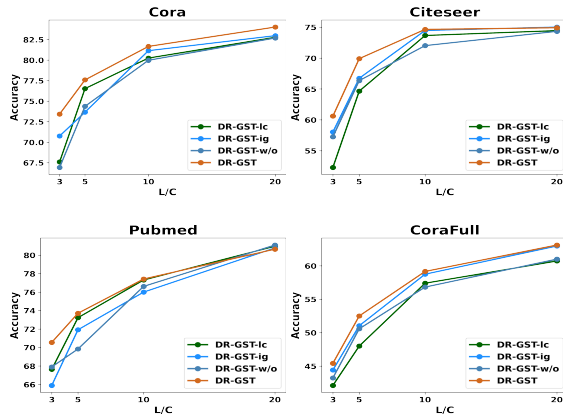 Cora
Accuracy
82.5
80.0
77.5
75.0
72.5
70.0
67.5
3 5 10 20
L/C
DR-GST-lc
DR-GST-ig
DR-GST-w/o
DR-GST
Citeseer
Accuracy
75
70
65
60
55
3 5 10 20
L/C
DR-GST-lc
DR-GST-ig
DR-GST-w/o
DR-GST
Pubmed
Accuracy
80
78
76
74
72
70
68
66
3 5 10 20
L/C
DR-GST-lc
DR-GST-ig
DR-GST-w/o
DR-GST
CoraFull
Accuracy
60
55
50
45
3 5 10 20
L/C
DR-GST-lc
DR-GST-ig
DR-GST-w/o
DR-GST